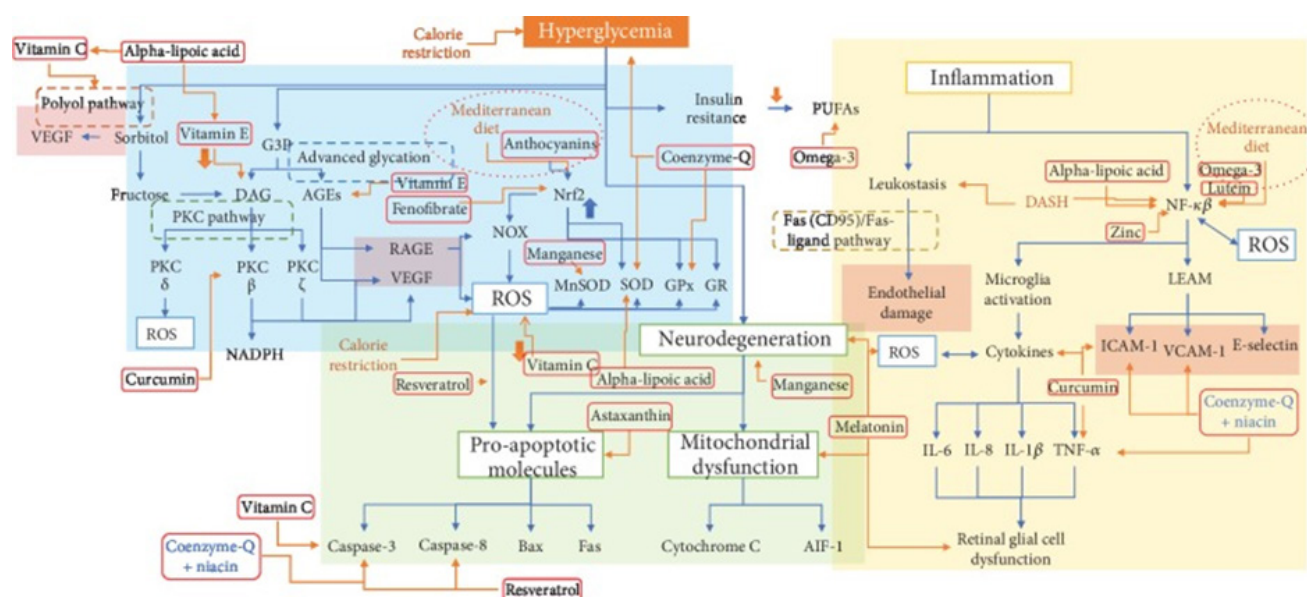 Hyperglycemia
Calorie
restriction
Vitamin C
Alpha-lipoic acid
Polyol pathway
VEGF
Sorbitol
Vitamin E
G3P
Fructose
DAG
AGEs
Advanced glycation
Mediterranean
diet
Anthocyanins
Vitamin E
Fenofibrate
Nrf2
PKC pathway
PKC
δ
PKC
β
PKC
ζ
ROS
NADPH
Curcumin
RAGE
VEGF
NOX
ROS
Manganese
MnSOD
SOD
GPx
GR
Insulin
resitance
PUFAs
Omega-3
Coenzyme-Q
Calorie
restriction
Resveratrol
Vitamin C
Alpha-lipoic acid
Neurodegeneration
Manganese
Astaxanthin
Melatonin
Pro-apoptotic
molecules
Mitochondrial
dysfunction
Vitamin C
Coenzyme-Q
+ niacin
Caspase-3
Caspase-8
Bax
Fas
Resveratrol
Cytochrome C
AIF-1
Inflammation
Mediterranean
diet
Leukostasis
DASH
Alpha-lipoic acid
Omega-3
Lutein
NF-κβ
Zinc
ROS
Fas (CD95)/Fas-
ligand pathway
Endothelial
damage
Microglia
activation
LEAM
ROS
Cytokines
ICAM-1
VCAM-1
E-selectin
Curcumin
Coenzyme-Q
+ niacin
IL-6
IL-8
IL-1β
TNF-α
Retinal glial cell
dysfunction